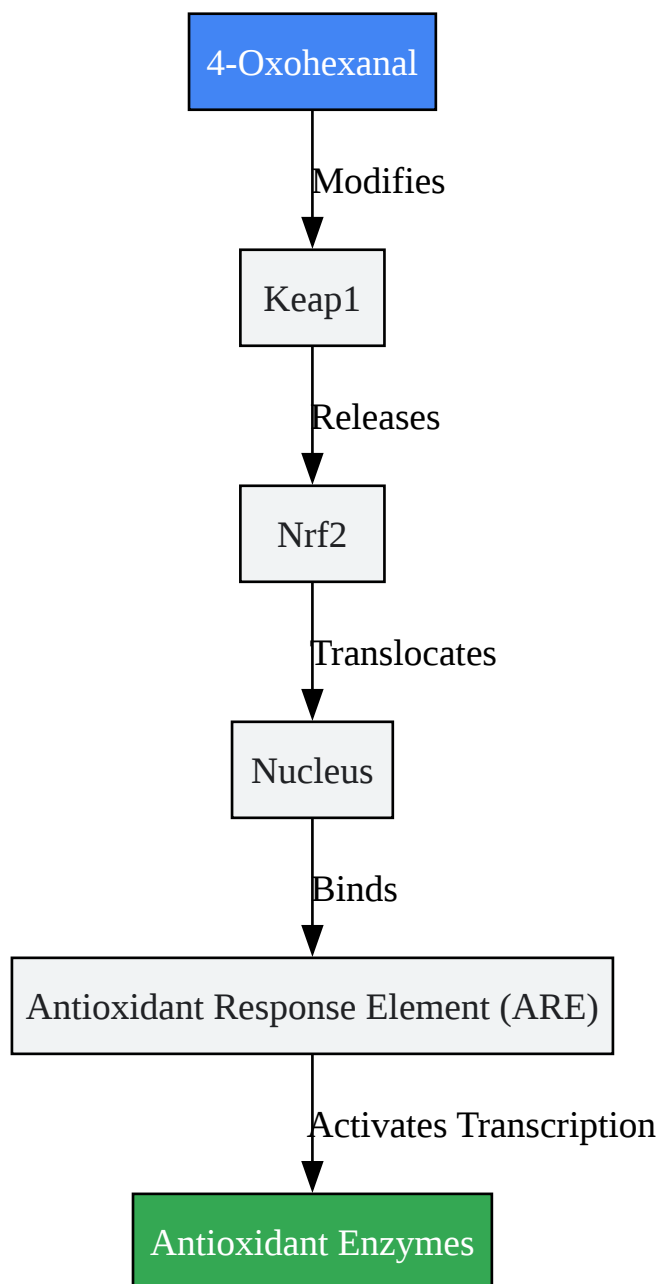 4-Oxohexanal
Modifies
Keap1
Releases
Nrf2
Translocates
Nucleus
Binds
Antioxidant Response Element (ARE)
Activates Transcription
Antioxidant Enzymes